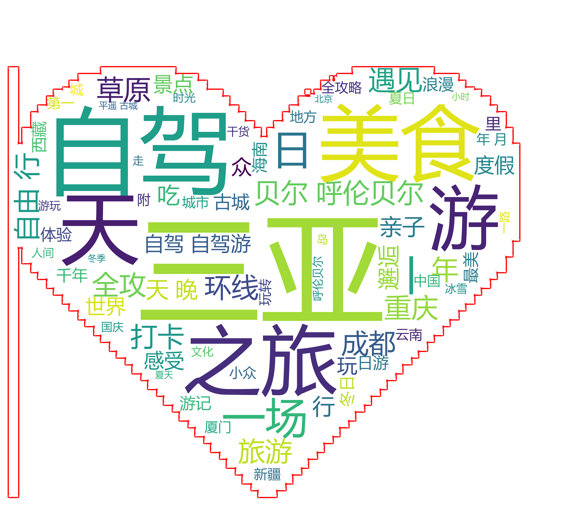 全攻略
遇见
浪漫
草原
景点
城
第一
时光
平遥 古城
北京
夏日
小时
自驾
干货
地方
美食
里
年 月
西藏
走
众
海南
日
度假
自由 行
游玩
天
附
吃
城市
古城
贝尔 呼伦贝尔
游
一路
体验
自驾 自驾游
三亚
品
亲子
人间
冬季
邂逅
丨
年
最美
千年
全攻
天 晚
环线
玩转
呼伦贝尔
中国
冰雪
世界
重庆
国庆
打卡
之旅
成都
云南
感受
文化
玩
日游
夏天
小众
冬日
游记
一场
行
厦门
旅游
新疆